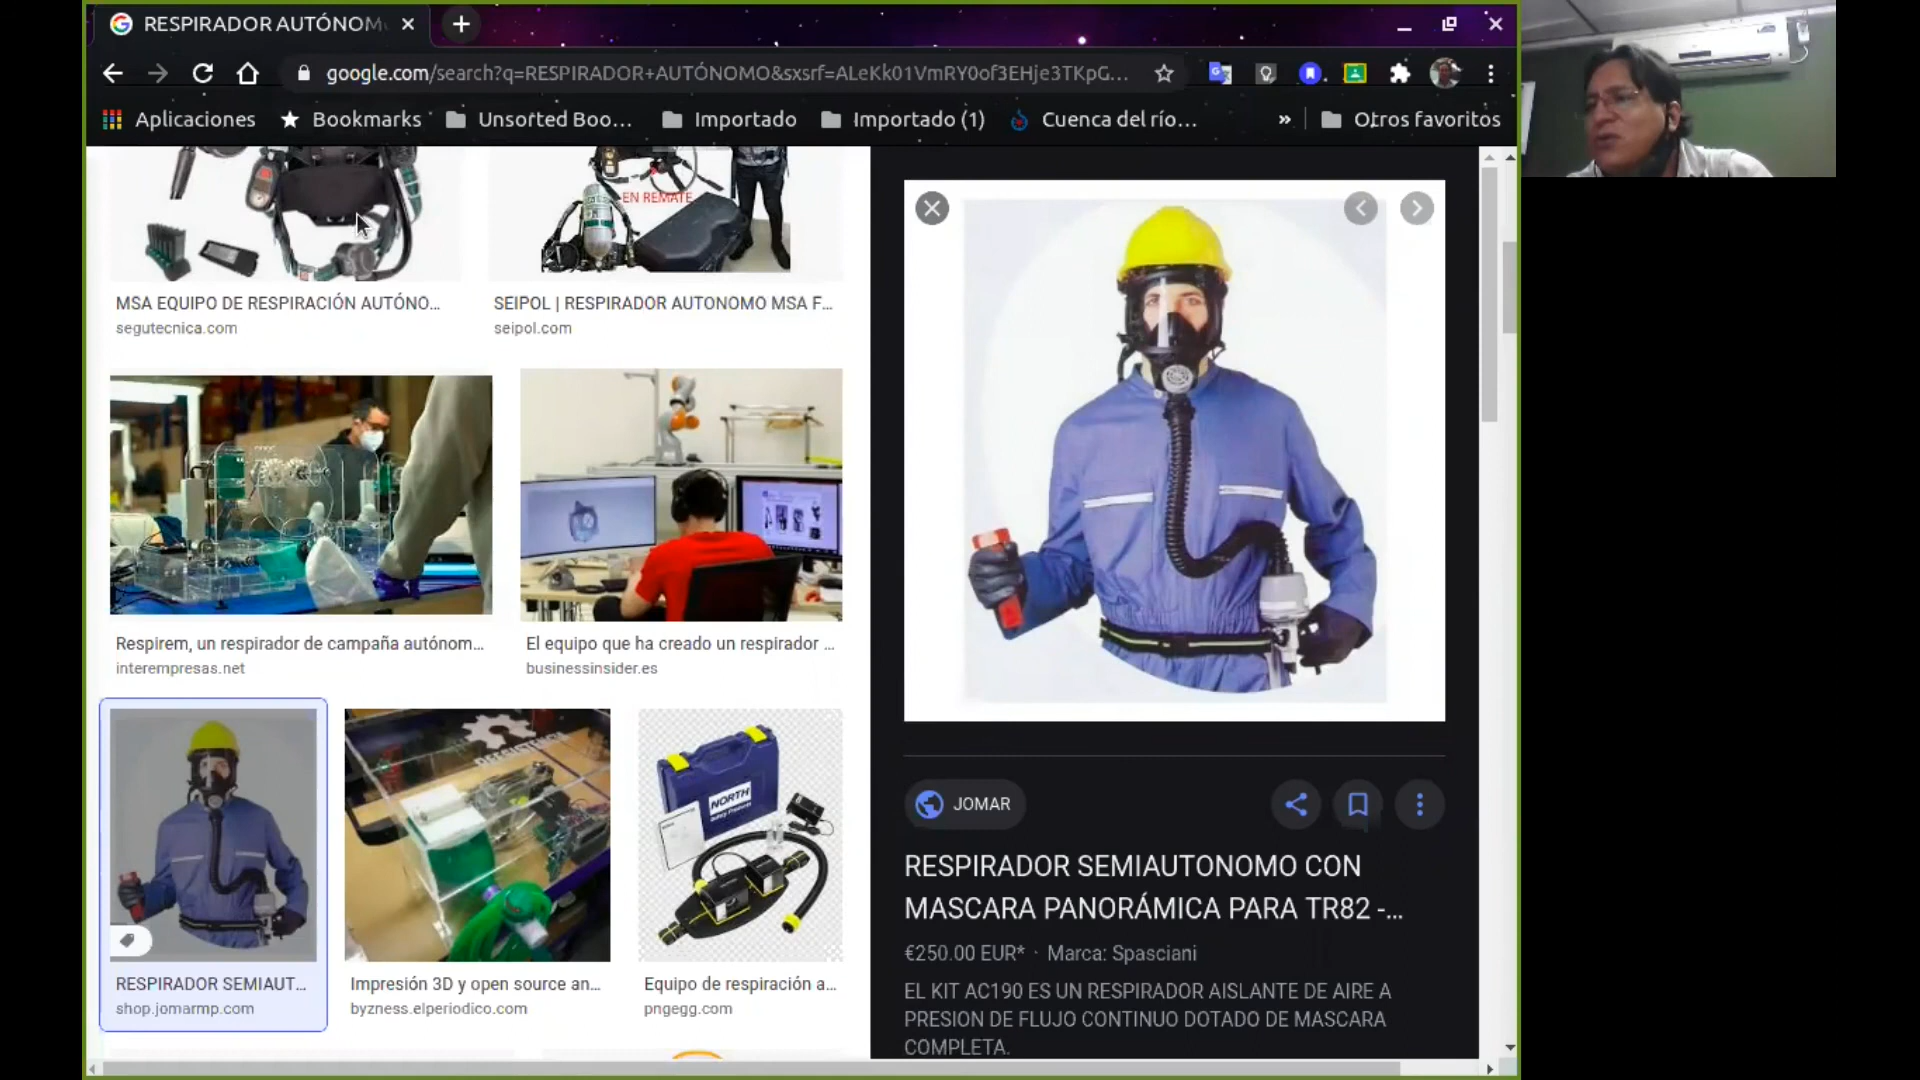 RESPIRADOR AUTÓNOM
google.com/search?q=RESPIRADOR+AUTÓNOMO&sxsrf=ALeKk01VmRY0of3EHje3TKpG...
Aplicaciones
Bookmarks
Unsorted Boo...
Importado
Importado (1)
Cuenca del río...
»
Otros favoritos
EN REMATE
MSA EQUIPO DE RESPIRACIÓN AUTÓNO...
segutecnica.com
SEIPOL | RESPIRADOR AUTONOMO MSA F...
seipol.com
Respirem, un respirador de campaña autónom...
interempresas.net
El equipo que ha creado un respirador ...
businessinsider.es
NORTH
RESPIRADOR SEMIAUT...
shop.jomarmp.com
Impresión 3D y open source an...
byzness.elperiodico.com
Equipo de respiración a...
pngegg.com
JOMAR
RESPIRADOR SEMIAUTONOMO CON
MASCARA PANORÁMICA PARA TR82 -...
€250.00 EUR* · Marca: Spasciani
EL KIT AC190 ES UN RESPIRADOR AISLANTE DE AIRE A
PRESION DE FLUJO CONTINUO DOTADO DE MASCARA
COMPLETA.